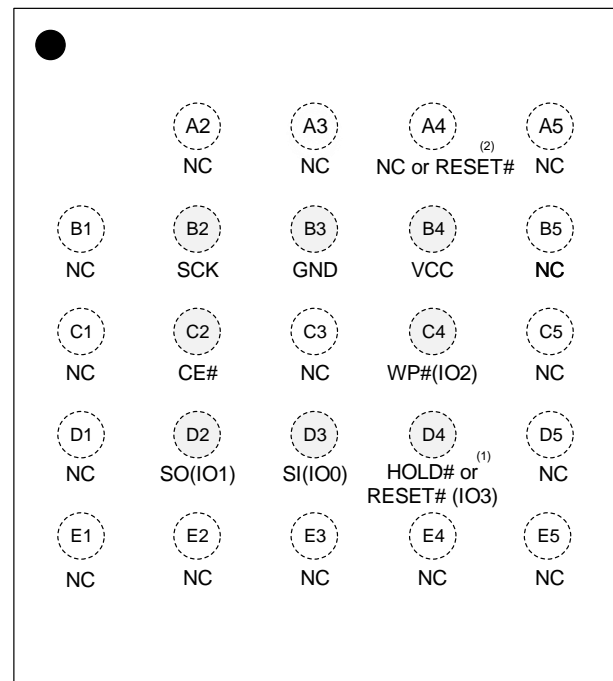 A2 A3 A4 A5
(2)
NC NC NC or RESET# NC
B1 B2 B3 B4 B5
NC SCK GND VCC NC
C1 C2 C3 C4 C5
NC CE# NC WP#(IO2) NC
D1 D2 D3 D4 D5
(1)
NC SO(IO1) SI(IO0) HOLD# or NC
RESET# (IO3)
E1 E2 E3 E4 E5
NC NC NC NC NC